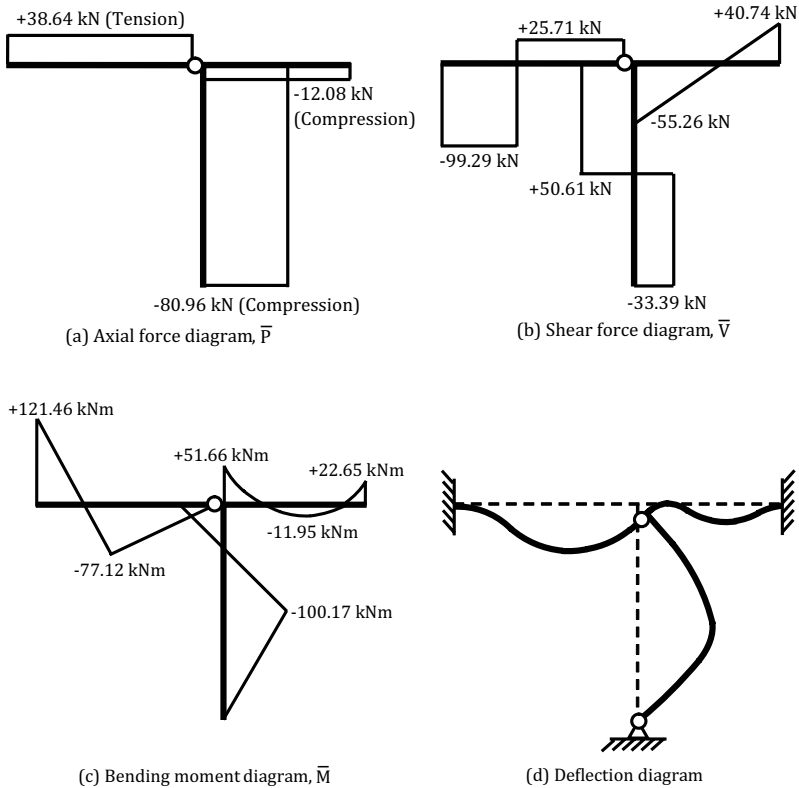 +38.64 kN (Tension)
-12.08 kN
(Compression)
-80.96 kN (Compression)
(a) Axial force diagram, P̅
+40.74 kN
+25.71 kN
-55.26 kN
-99.29 kN
+50.61 kN
-33.39 kN
(b) Shear force diagram, V̅
+121.46 kNm
+51.66 kNm
+22.65 kNm
-11.95 kNm
-77.12 kNm
-100.17 kNm
(c) Bending moment diagram, M̅
(d) Deflection diagram